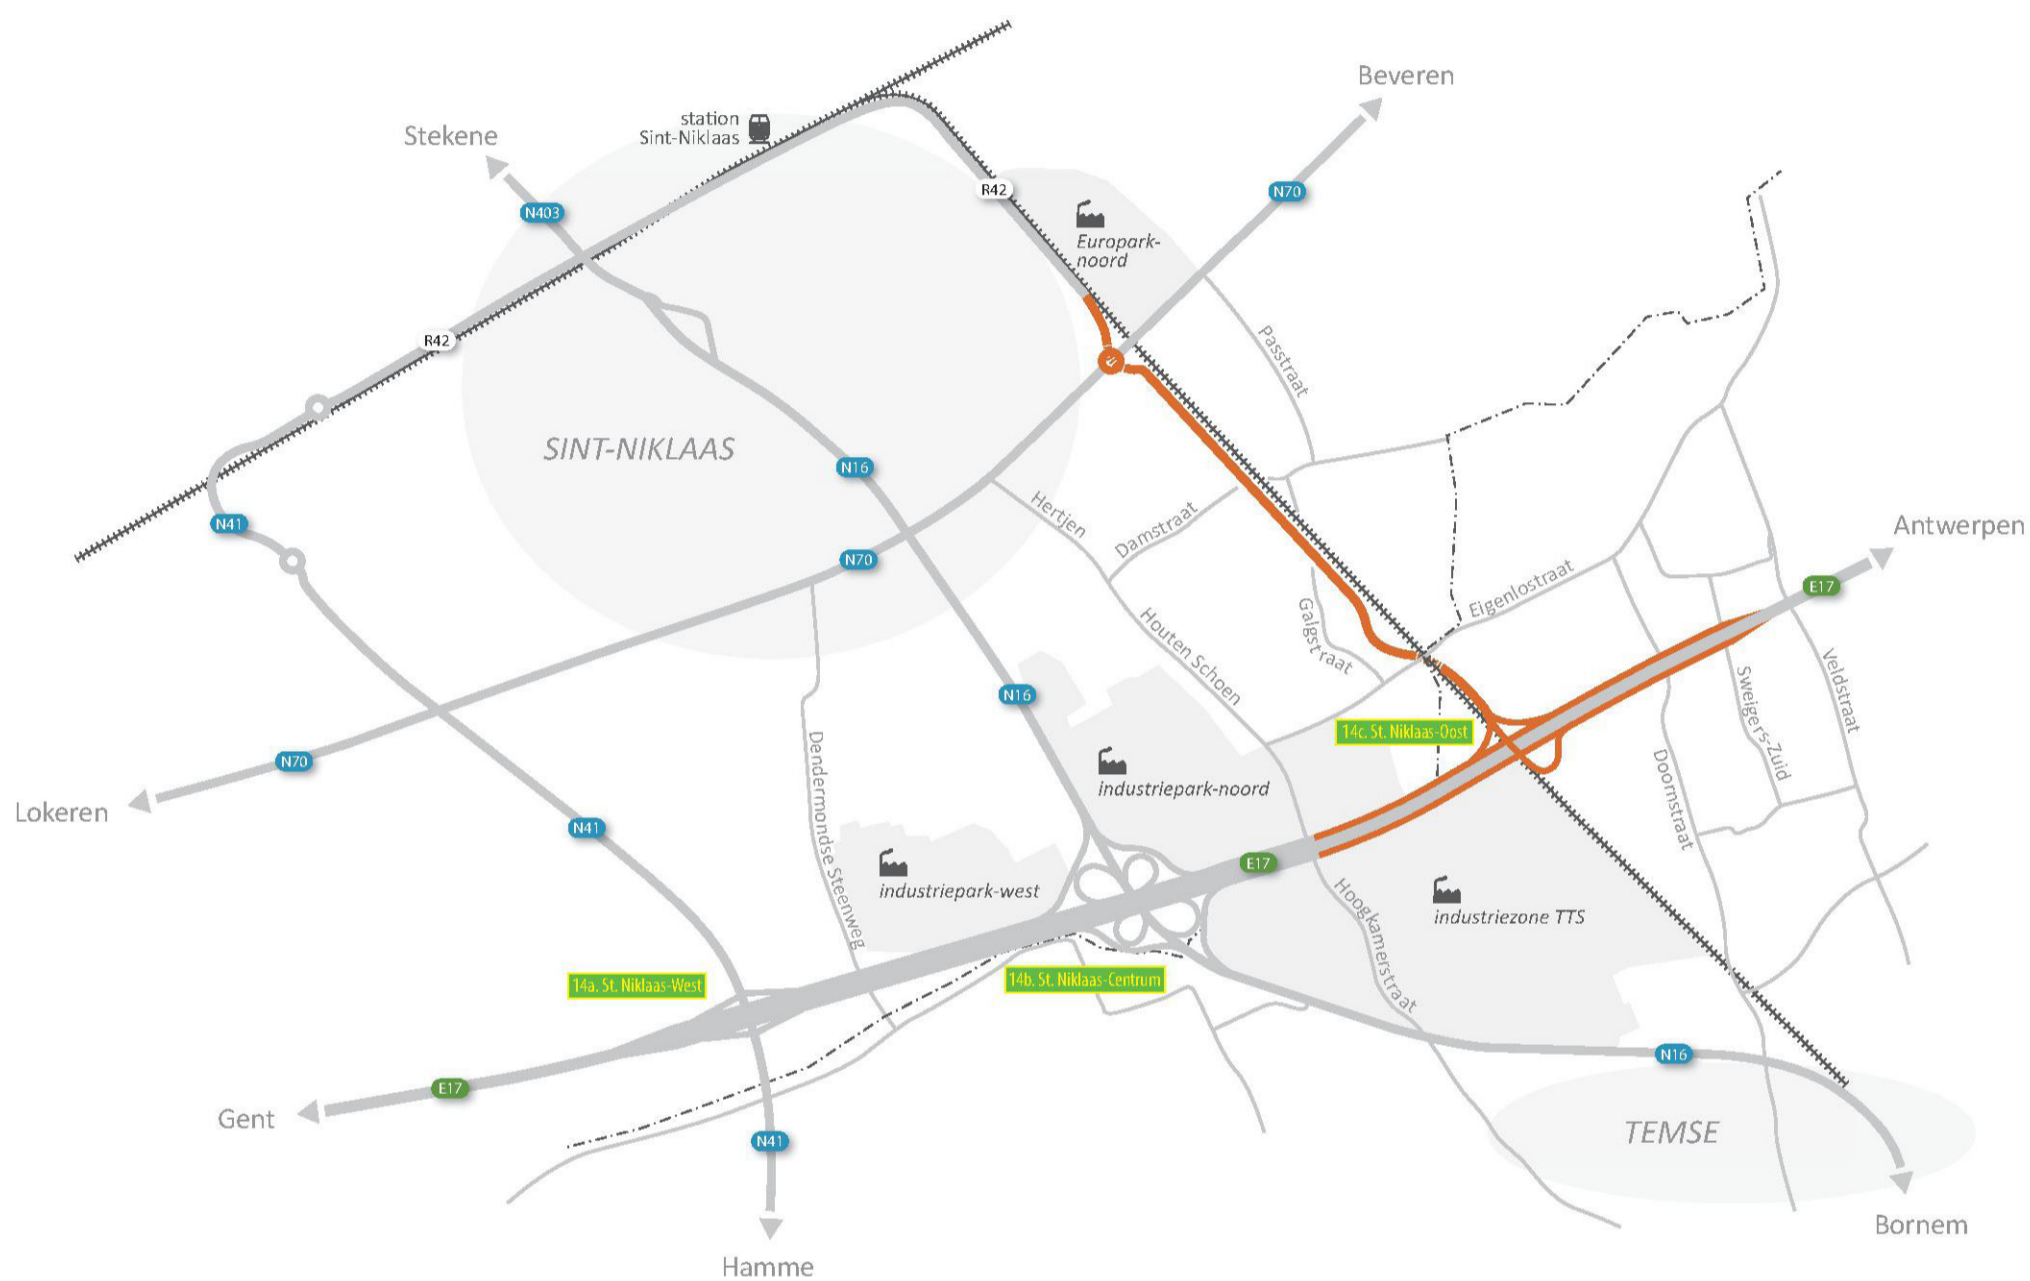 Beveren
station
Sint-Niklaas
Stekene
R42
N70
N403
Europark-
noord
R42
Passtraat
SINT-NIKLAAS
N16
Hertjen
Damstraat
N41
N70
Antwerpen
Eigenlostraat
E17
Galgstraat
Houten Schoen
N16
Veldstraat
Sweigers-Zuid
14c. St. Niklaas-Oost
N70
Dendermondse Steenweg
industriepark-noord
Doornstraat
Lokeren
N41
E17
industriepark-west
Hoogkamerstraat
industriezone TTS
14a. St. Niklaas-West
14b. St. Niklaas-Centrum
N16
E17
Gent
TEMSE
N41
Bornem
Hamme